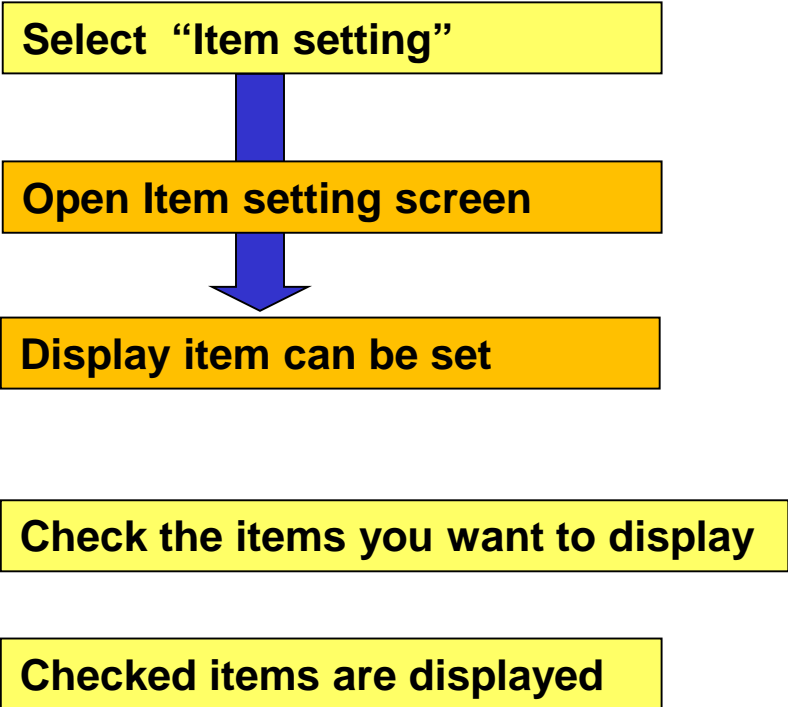 Select “Item setting”
Open Item setting screen
Display item can be set
Check the items you want to display
Checked items are displayed